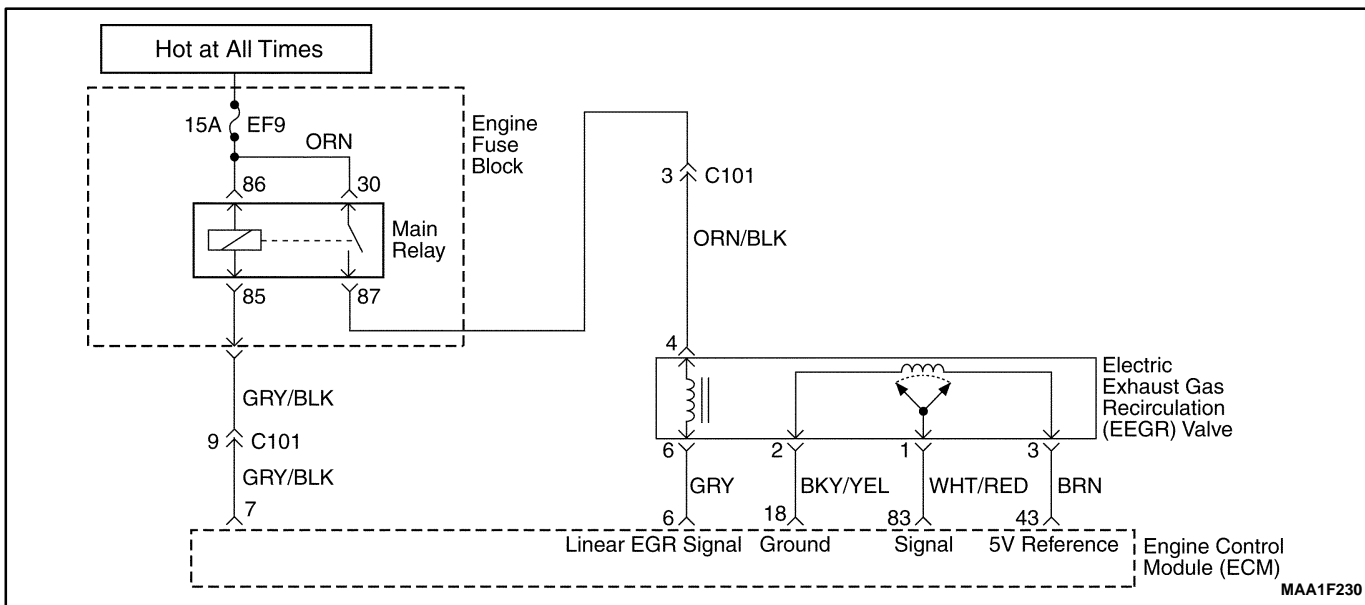 Hot at All Times
15A EF9
ORN
Engine
Fuse
Block
86
30
Main
Relay
85
87
3 C101
ORN/BLK
GRY/BLK
9 C101
GRY/BLK
7
4
Electric
Exhaust Gas
Recirculation
(EEGR) Valve
6
2
1
3
GRY
BKY/YEL
WHT/RED
BRN
6
18
83
43
Linear EGR Signal
Ground
Signal
5V Reference
Engine Control
Module (ECM)
MAA1F230